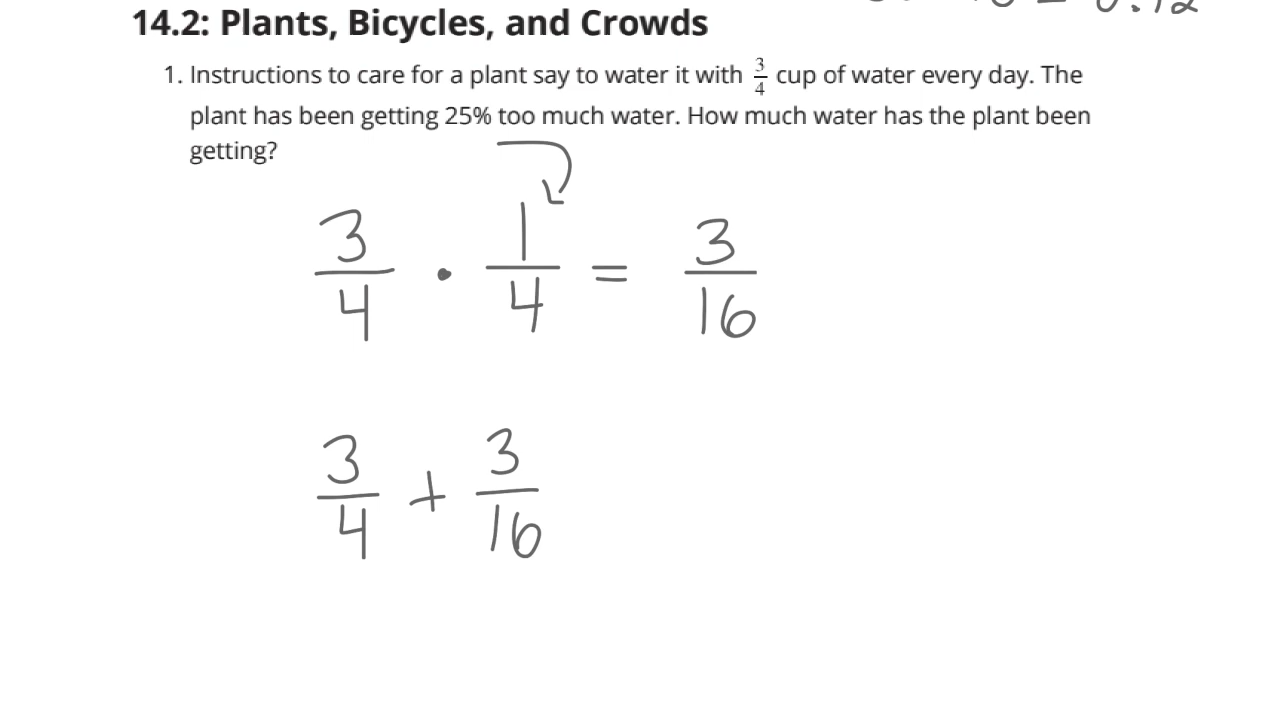 14.2: Plants, Bicycles, and Crowds
1. Instructions to care for a plant say to water it with 3/4 cup of water every day. The
plant has been getting 25% too much water. How much water has the plant been
getting?
3/4 · 1/4 = 3/16
3/4 + 3/16